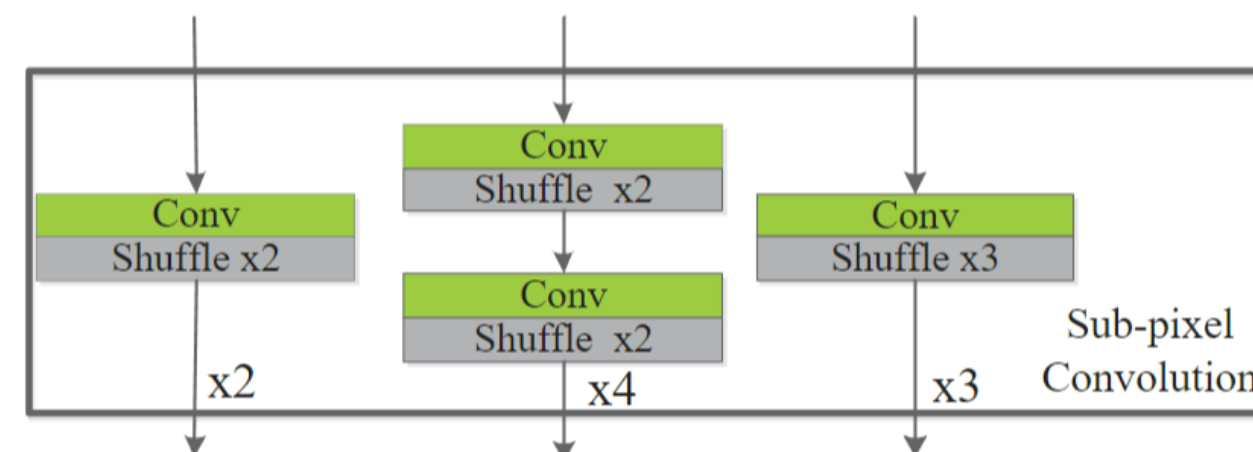 Conv
Shuffle x2
x2
Conv
Shuffle x2
Conv
Shuffle x2
x4
Conv
Shuffle x3
x3
Sub-pixel
Convolution